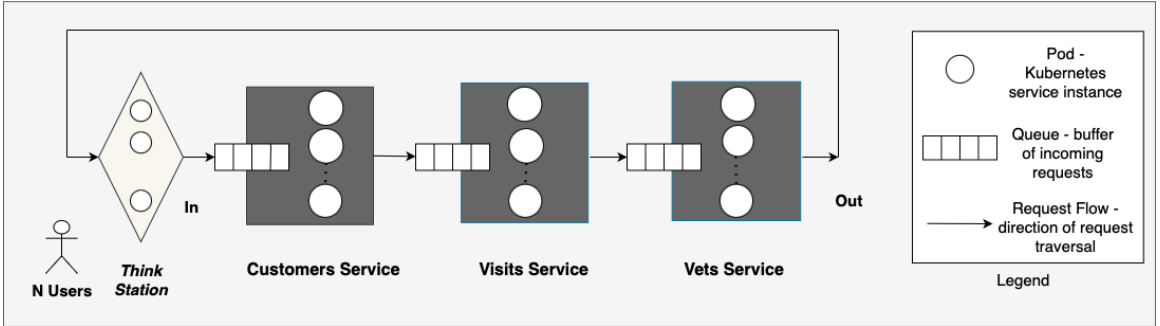 In
Out
N Users
Think
Station
Customers Service
Visits Service
Vets Service
Pod -
Kubernetes
service instance
Queue - buffer
of incoming
requests
Request Flow -
direction of request
traversal
Legend